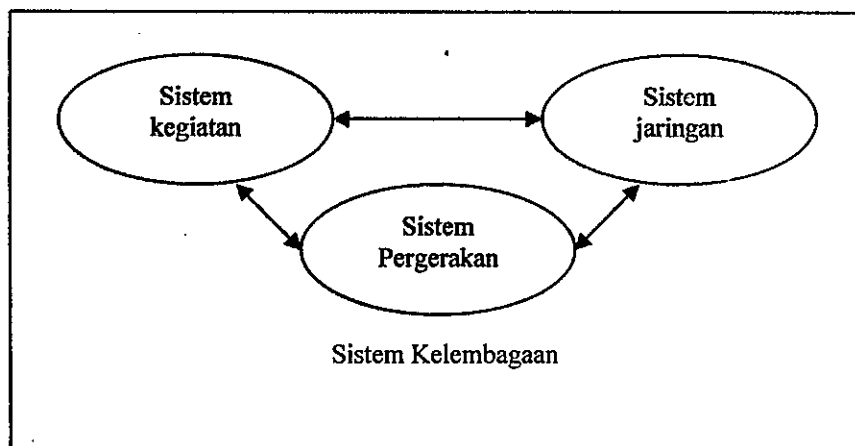 Sistem
kegiatan
Sistem
jaringan
Sistem
Pergerakan
Sistem Kelembagaan